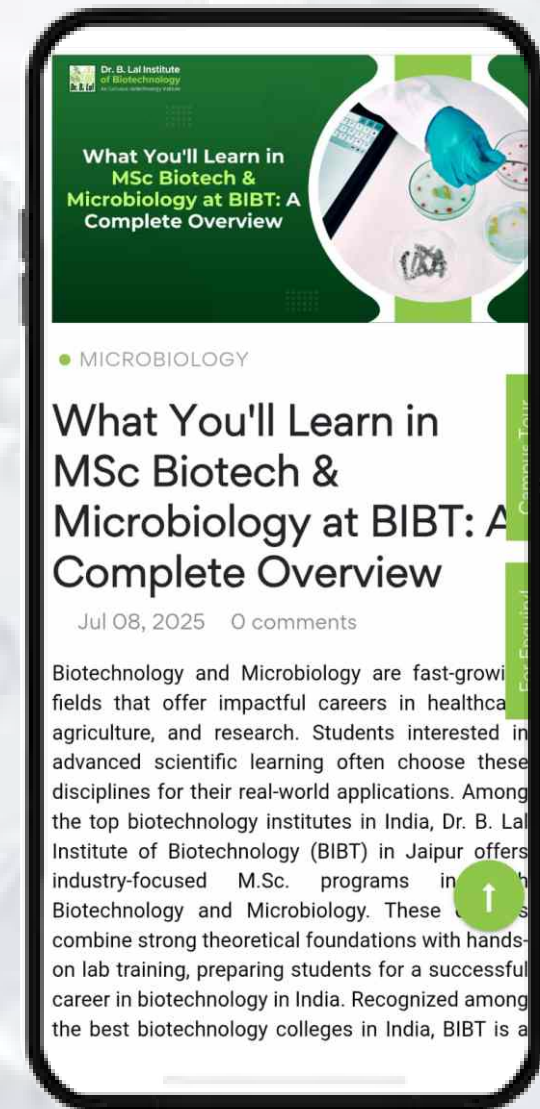 Dr. B. Lal Institute
of Biotechnology
Dr. B. Lal
What You'll Learn in
MSc Biotech &
Microbiology at BIBT: A
Complete Overview
MICROBIOLOGY
What You'll Learn in
MSc Biotech &
Microbiology at BIBT: A
Complete Overview
Jul 08, 2025 0 comments
Campus Tour
For Enquiry!
Biotechnology and Microbiology are fast-growi
fields that offer impactful careers in healthca
agriculture, and research. Students interested in
advanced scientific learning often choose these
disciplines for their real-world applications. Among
the top biotechnology institutes in India, Dr. B. Lal
Institute of Biotechnology (BIBT) in Jaipur offers
industry-focused M.Sc. programs in
Biotechnology and Microbiology. These
combine strong theoretical foundations with hands-
on lab training, preparing students for a successful
career in biotechnology in India. Recognized among
the best biotechnology colleges in India, BIBT is a